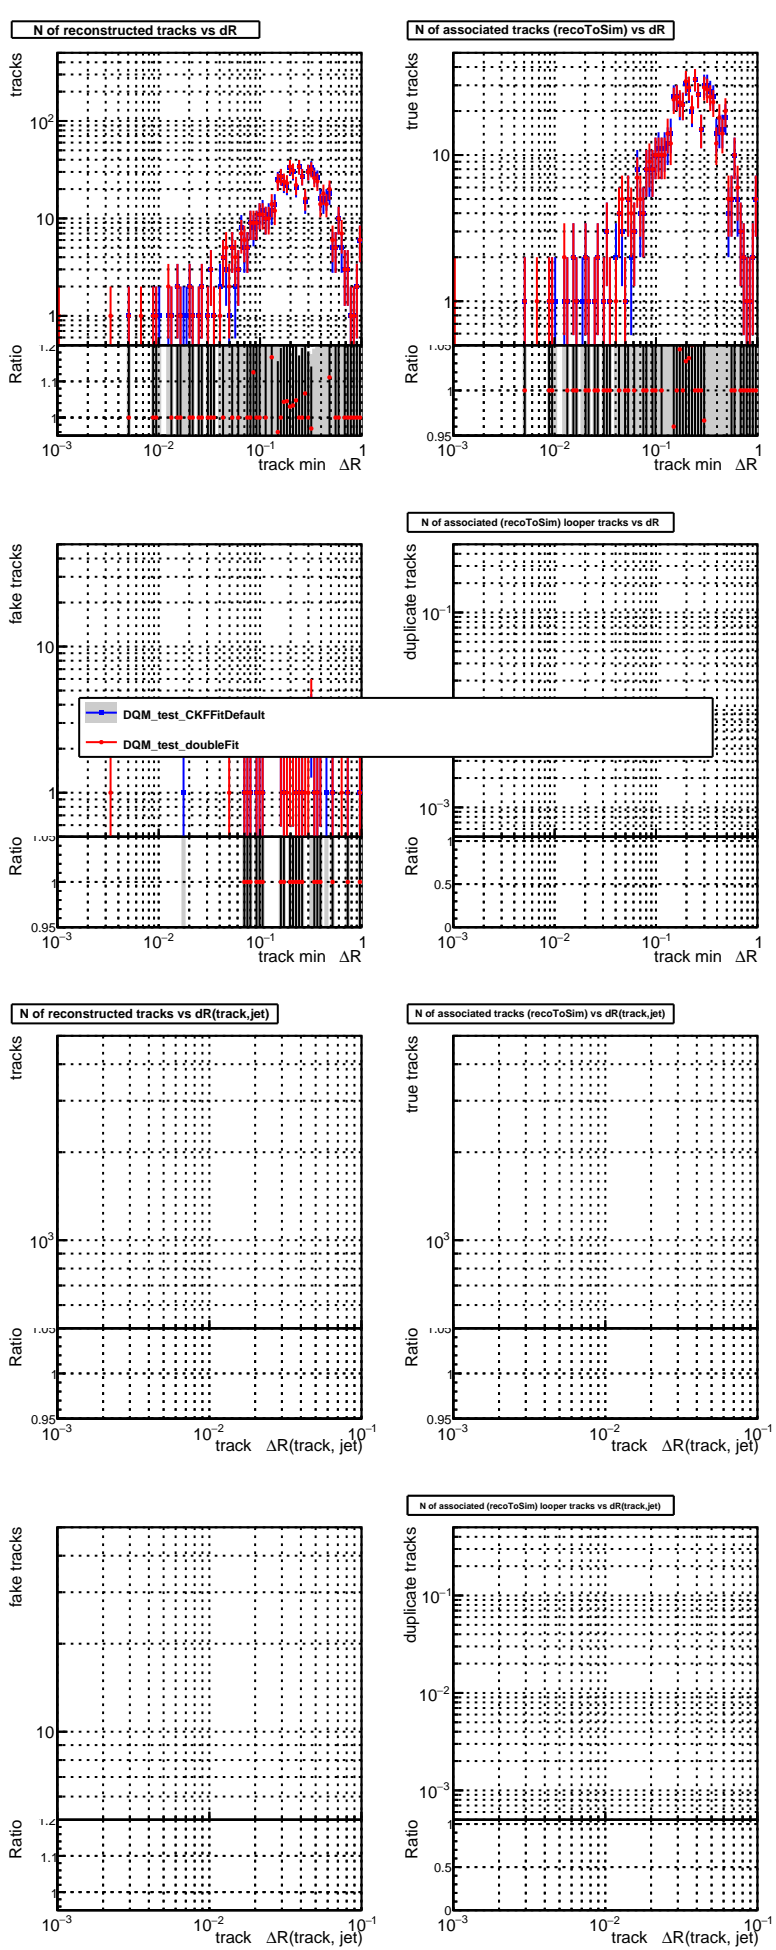 N of reconstructed tracks vs dR
tracks
10²
10
1
Ratio
1.2
1.1
1
10⁻³ 10⁻² 10⁻¹ 1
track min ΔR
N of associated tracks (recoToSim) vs dR
true tracks
10
1
Ratio
1.05
1
0.95
10⁻³ 10⁻² 10⁻¹ 1
track min ΔR
fake tracks
10
1
Ratio
1.05
1
0.95
10⁻³ 10⁻² 10⁻¹ 1
track min ΔR
N of associated (recoToSim) looper tracks vs dR
duplicate tracks
10⁻¹
10⁻³
Ratio
1
0.5
0
10⁻³ 10⁻² 10⁻¹ 1
track min ΔR
DQM_test_CKFFitDefault
DQM_test_doubleFit
N of reconstructed tracks vs dR(track,jet)
tracks
10³
Ratio
1.05
1
0.95
10⁻³ 10⁻² 10⁻¹
track ΔR(track, jet)
N of associated tracks (recoToSim) vs dR(track,jet)
true tracks
10³
Ratio
1.05
1
0.95
10⁻³ 10⁻² 10⁻¹
track ΔR(track, jet)
fake tracks
10
Ratio
1.2
1.1
1
10⁻³ 10⁻² 10⁻¹
track ΔR(track, jet)
N of associated (recoToSim) looper tracks vs dR(track,jet)
duplicate tracks
10⁻¹
10⁻²
10⁻³
Ratio
1
0.5
0
10⁻³ 10⁻² 10⁻¹
track ΔR(track, jet)